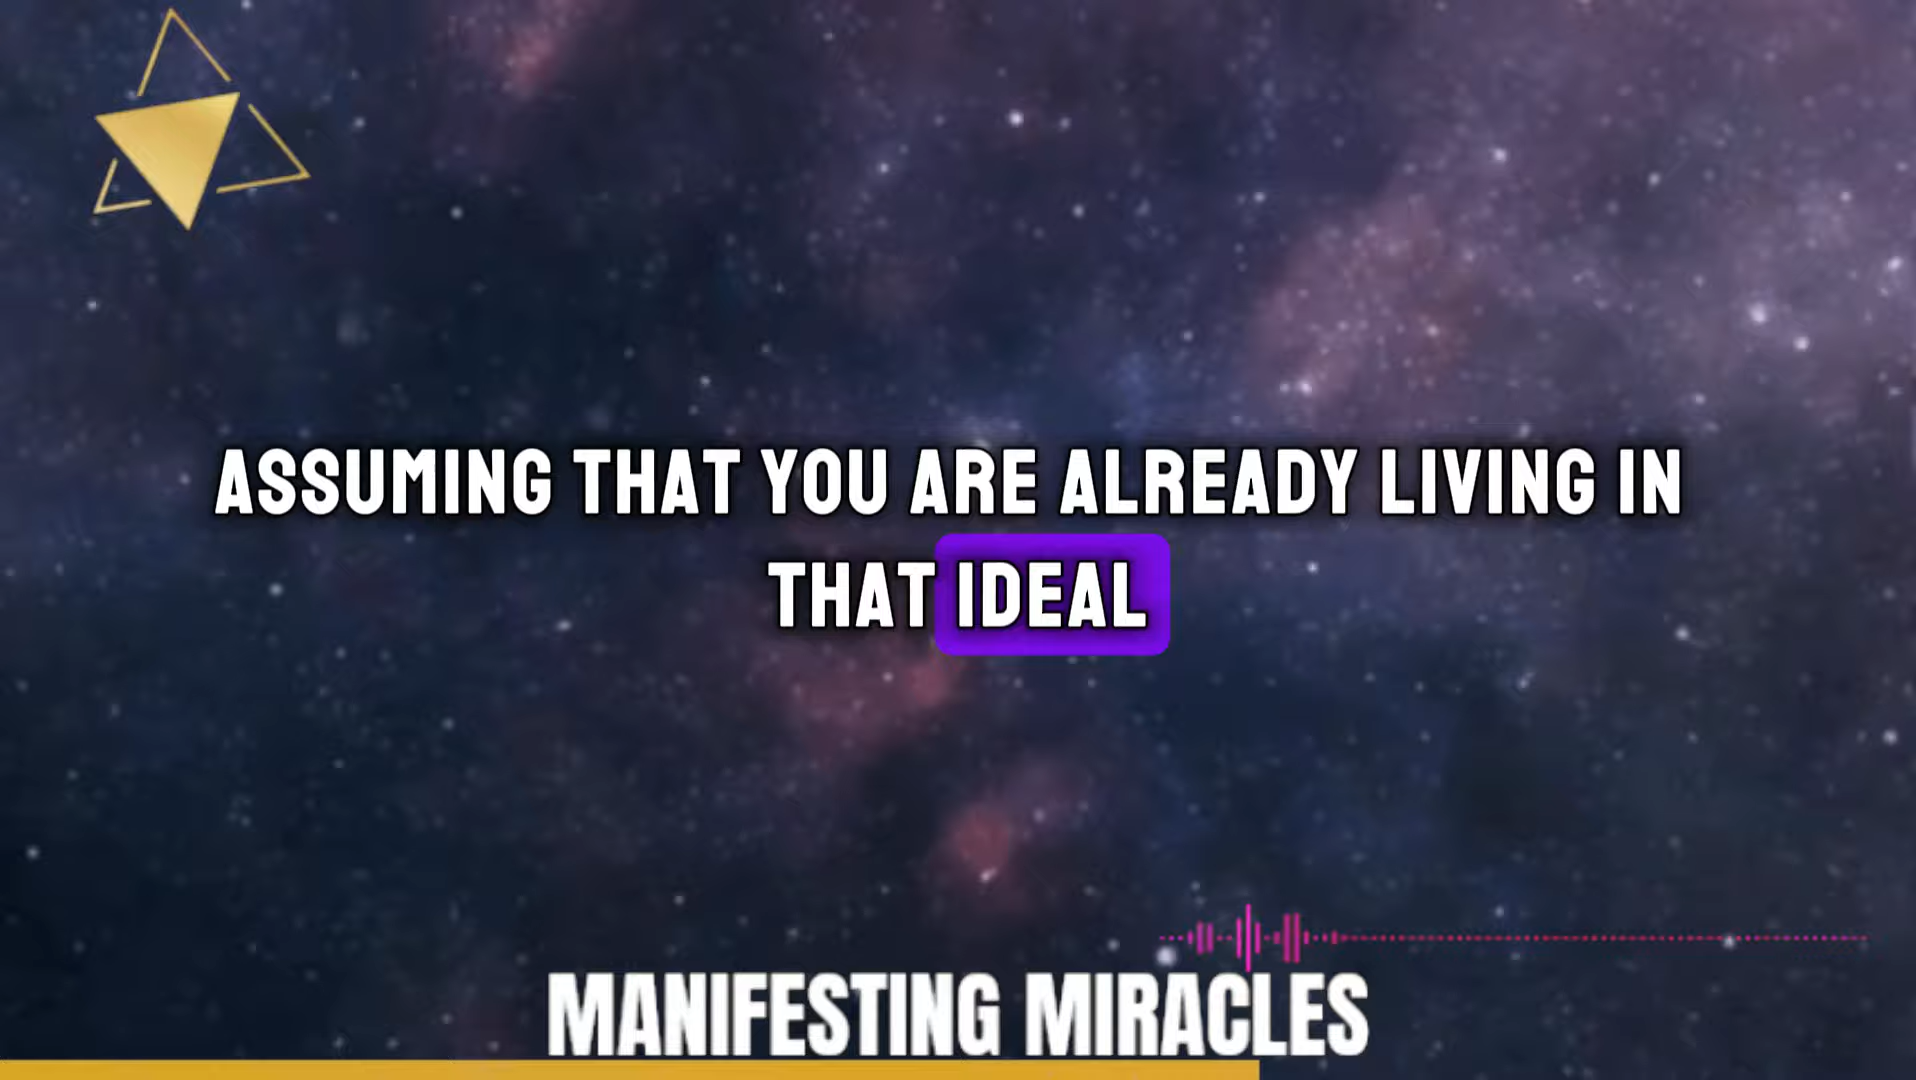 ASSUMING THAT YOU ARE ALREADY LIVING IN
THAT IDEAL
MANIFESTING MIRACLES